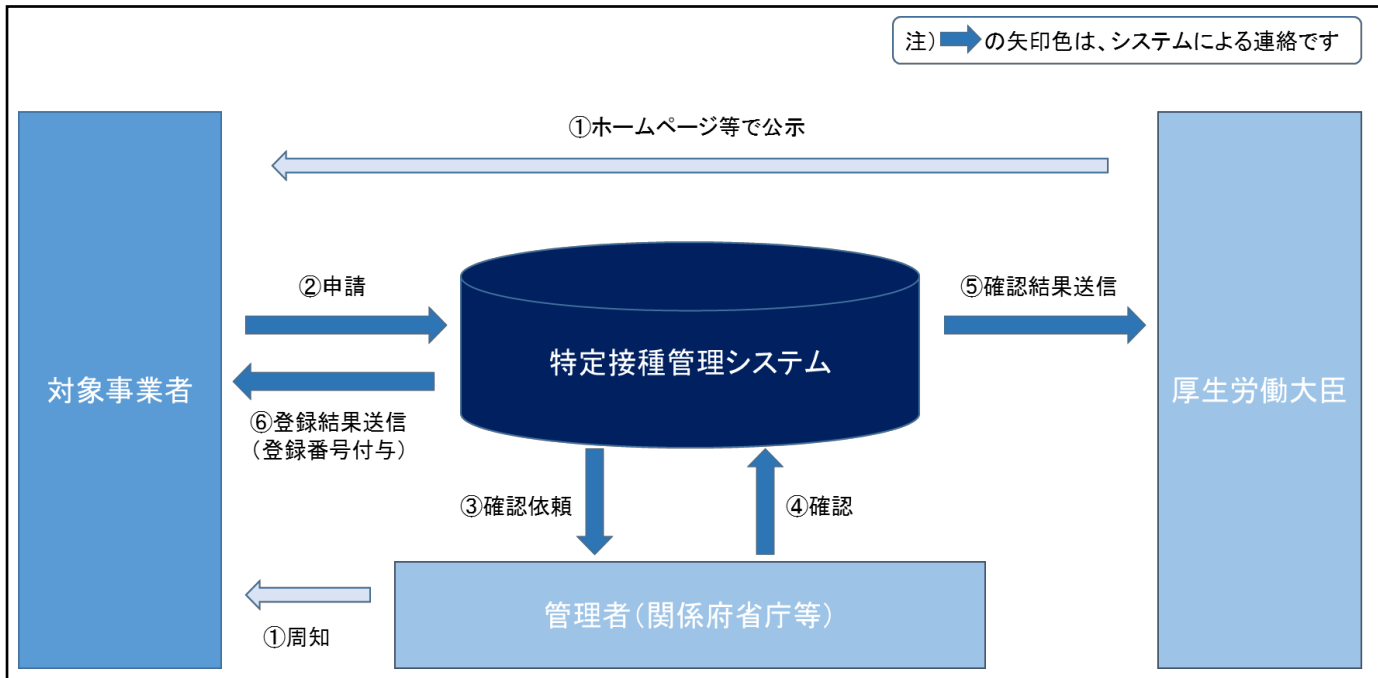 注）の矢印色は、システムによる連絡です
①ホームページ等で公示
②申請
⑤確認結果送信
特定接種管理システム
対象事業者
厚生労働大臣
⑥登録結果送信
（登録番号付与）
③確認依頼
④確認
管理者（関係府省庁等）
①周知